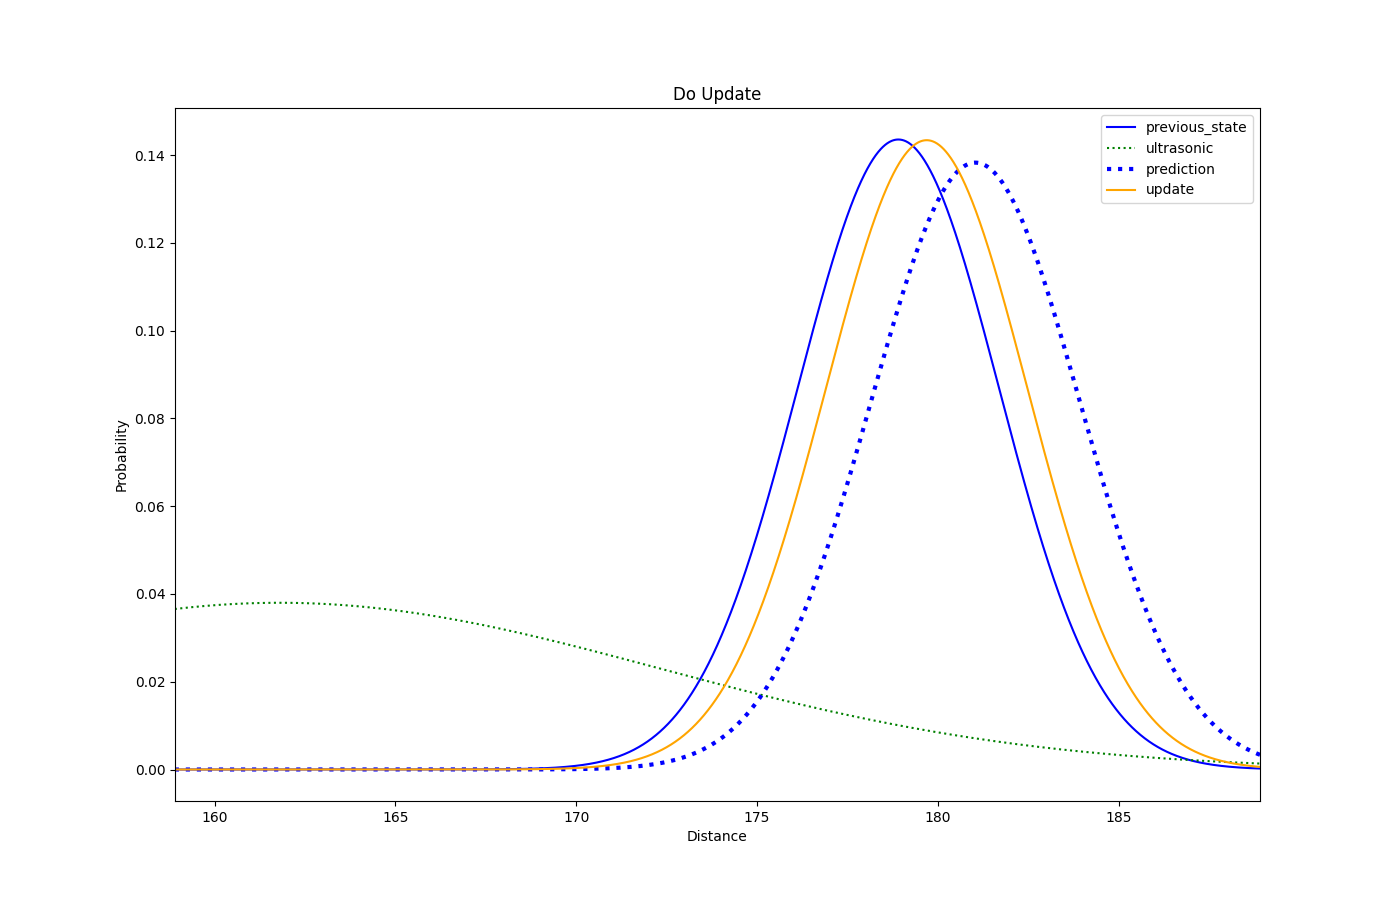 Do Update
previous_state
ultrasonic
prediction
update
0.14
0.12
0.10
0.08
0.06
0.04
0.02
0.00
Probability
160
165
170
175
180
185
Distance